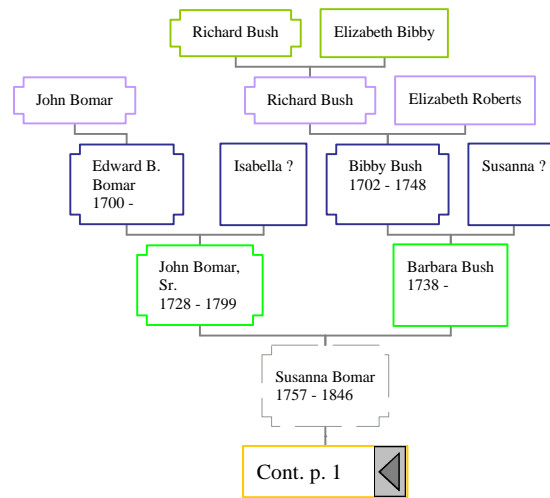 Richard Bush
Elizabeth Bibby
John Bomar
Richard Bush
Elizabeth Roberts
Edward B.
Bomar
1700 -
Isabella ?
Bibby Bush
1702 - 1748
Susanna ?
John Bomar,
Sr.
1728 - 1799
Barbara Bush
1738 -
Susanna Bomar
1757 - 1846
Cont. p. 1